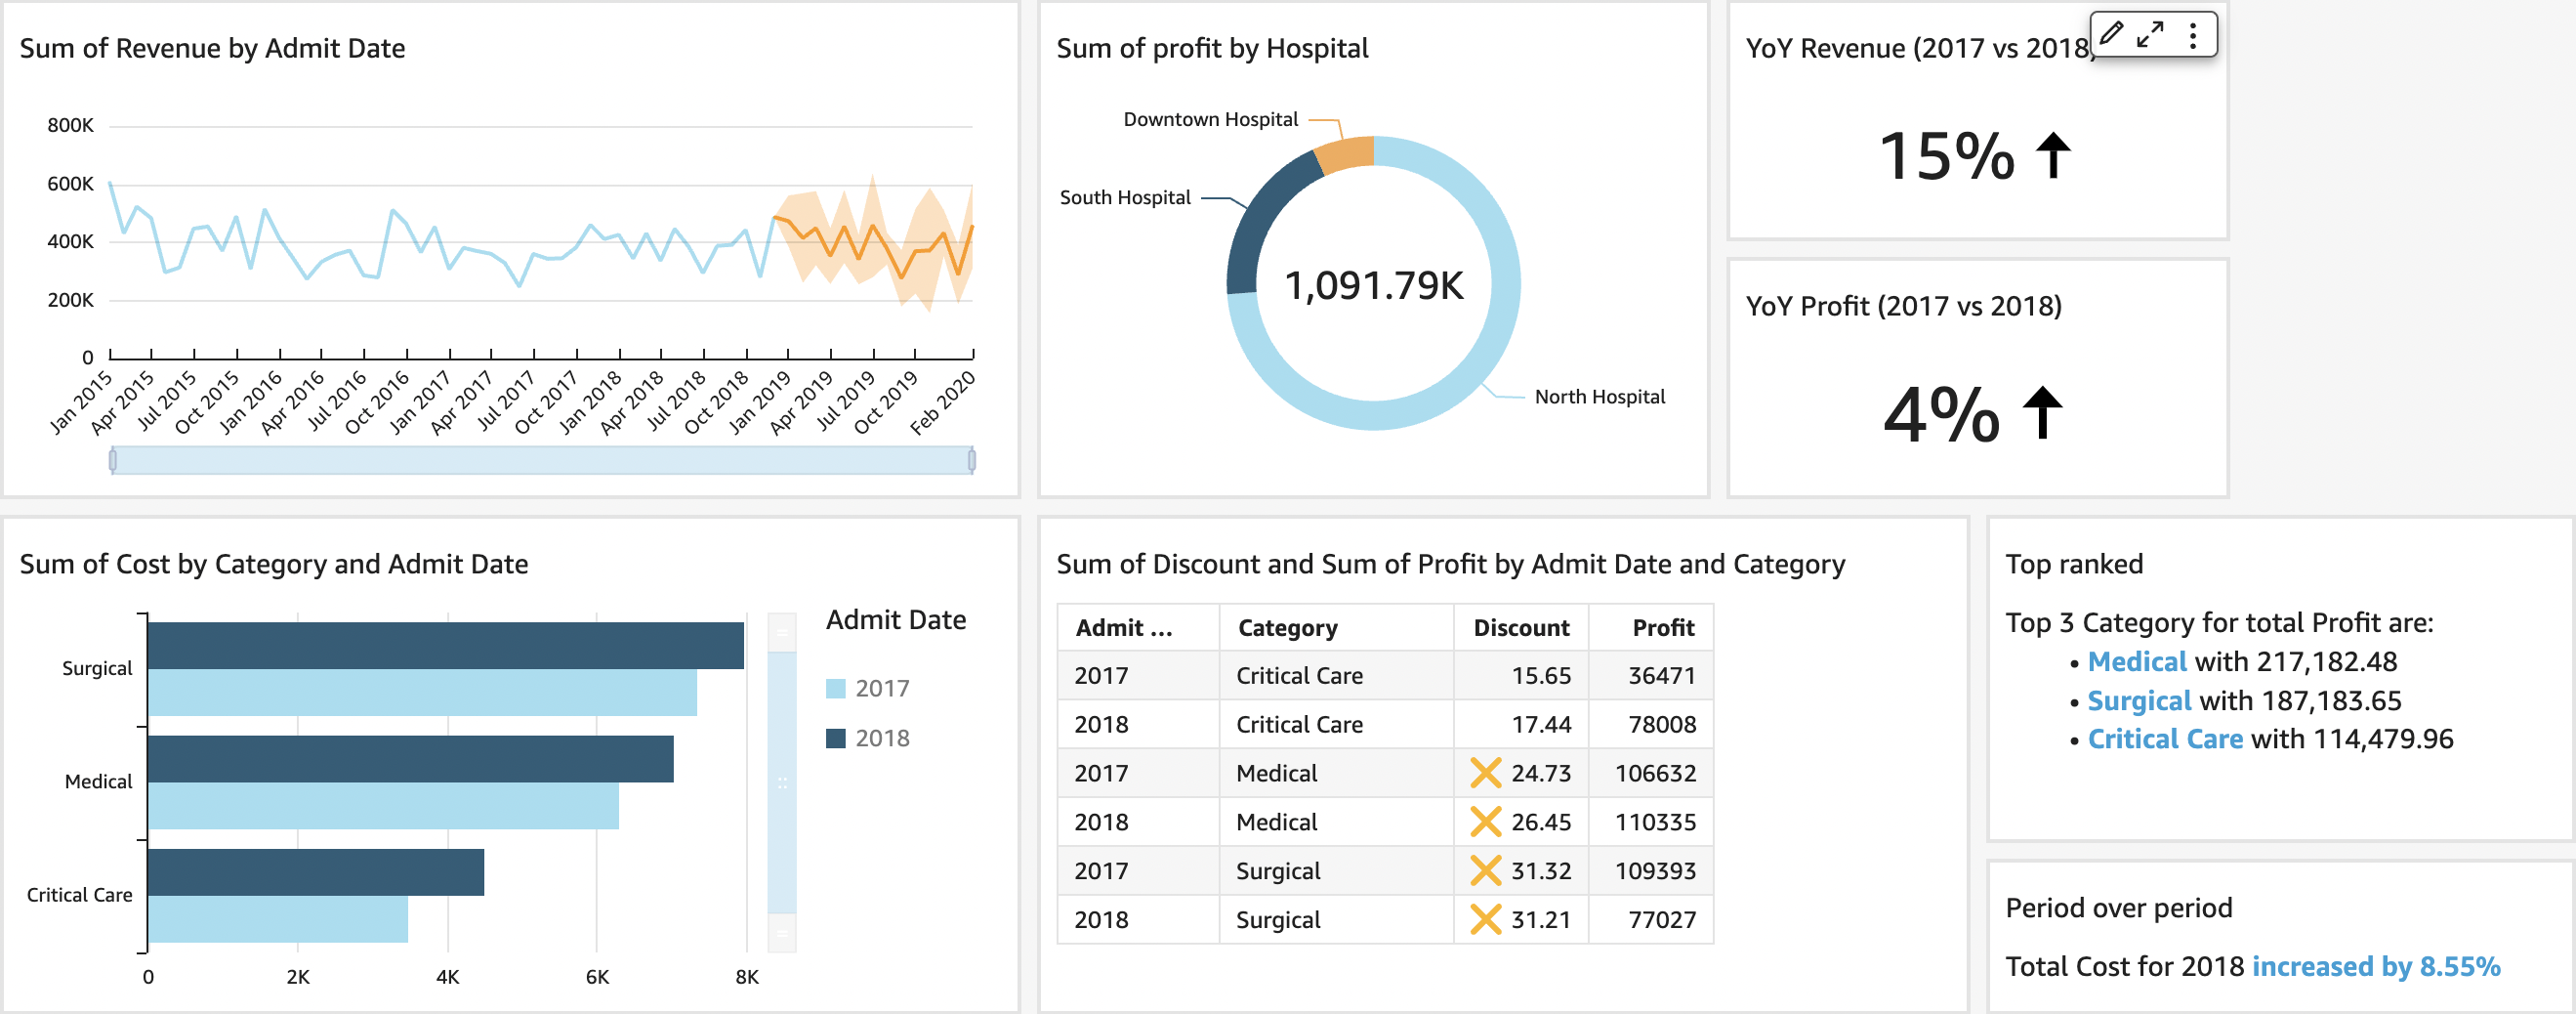 Sum of Revenue by Admit Date
800K
600K
400K
200K
0
Jan 2015
Apr 2015
Jul 2015
Oct 2015
Jan 2016
Apr 2016
Jul 2016
Oct 2016
Jan 2017
Apr 2017
Jul 2017
Oct 2017
Jan 2018
Apr 2018
Jul 2018
Oct 2018
Jan 2019
Apr 2019
Jul 2019
Oct 2019
Feb 2020
Sum of profit by Hospital
Downtown Hospital
South Hospital
1,091.79K
North Hospital
YoY Revenue (2017 vs 2018)
15%
YoY Profit (2017 vs 2018)
4%
Sum of Cost by Category and Admit Date
Surgical
Medical
Critical Care
0
2K
4K
6K
8K
Admit Date
2017
2018
Sum of Discount and Sum of Profit by Admit Date and Category
Admit ... Category Discount Profit
2017 Critical Care 15.65 36471
2018 Critical Care 17.44 78008
2017 Medical 24.73 106632
2018 Medical 26.45 110335
2017 Surgical 31.32 109393
2018 Surgical 31.21 77027
Top ranked
Top 3 Category for total Profit are:
• Medical with 217,182.48
• Surgical with 187,183.65
• Critical Care with 114,479.96
Period over period
Total Cost for 2018 increased by 8.55%